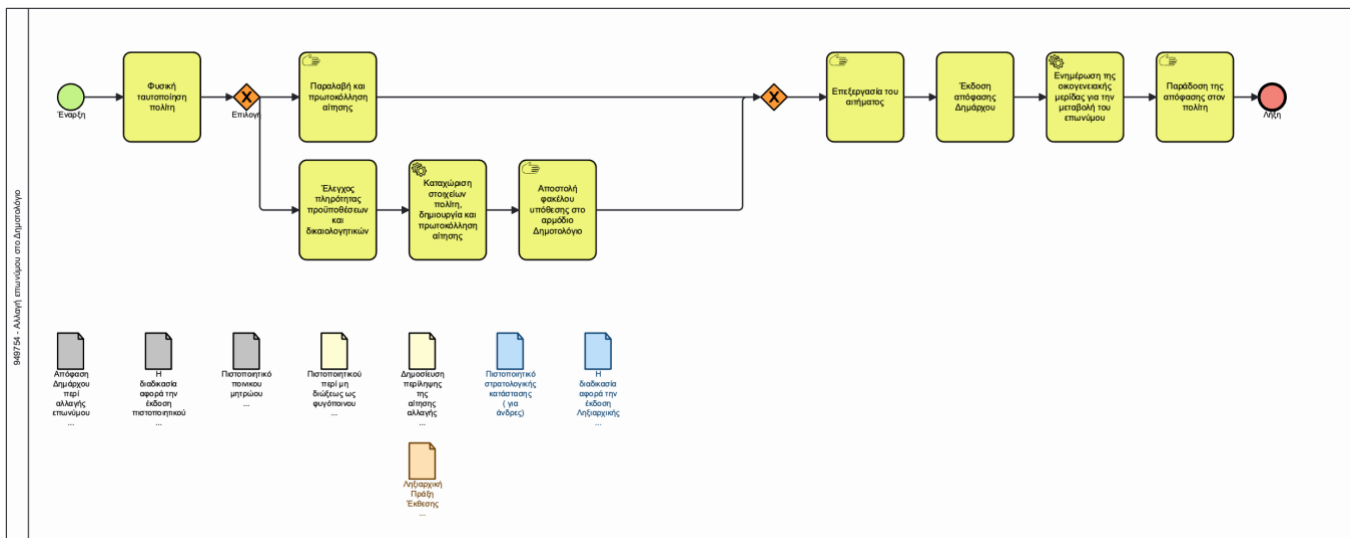 949754 - Αλλαγή επωνύμου στο Δημοτολόγιο
Έναρξη
Φυσική
ταυτοποίηση
πολίτη
Επιλογή
Παραλαβή και
πρωτοκόλληση
αίτησης
Επεξεργασία του
αιτήματος
Έκδοση
απόφασης
Δημάρχου
Ενημέρωση της
οικογενειακής
μερίδας για την
μεταβολή του
επωνύμου
Παράδοση της
απόφασης στον
πολίτη
Λήξη
Έλεγχος
πληρότητας
προϋποθέσεων
και
δικαιολογητικών
Καταχώριση
στοιχείων
πολίτη,
δημιουργία και
πρωτοκόλληση
αίτησης
Αποστολή
φακέλου
υπόθεσης στο
αρμόδιο
Δημοτολόγιο
Απόφαση
Δημάρχου
περί
αλλαγής
επωνύμου
...
Η
διαδικασία
αφορά την
έκδοση
πιστοποιητικού
...
Πιστοποιητικό
ποινικου
μητρώου
...
Πιστοποιητικού
περί μη
διώξεως ως
φυγόποινου
...
Δημοσίευση
περίληψης
της
αίτησης
αλλαγής
...
Πιστοποιητικό
στρατολογικής
κατάστασης
( για
άνδρες)
Η
διαδικασία
αφορά την
έκδοση
Ληξιαρχικής
...
Ληξιαρχική
Πράξη
Έκθεσης
...